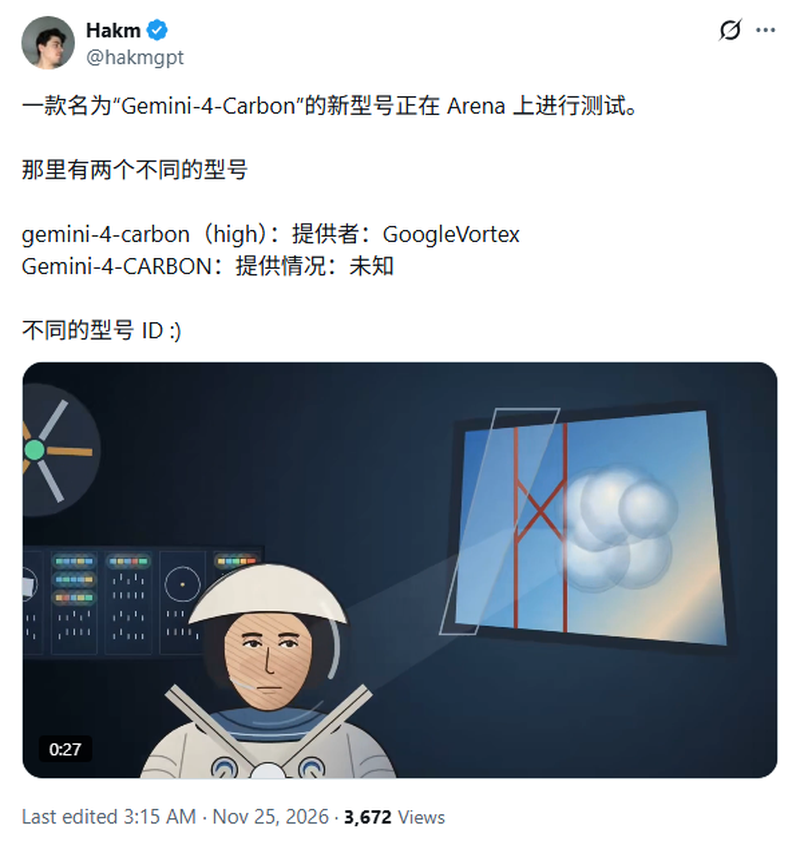 Hakm
@hakmgpt
一款名为“Gemini-4-Carbon”的新型号正在 Arena 上进行测试。
那里有两个不同的型号
gemini-4-carbon（high）：提供者：GoogleVortex
Gemini-4-CARBON：提供情况：未知
不同的型号 ID :)
0:27
Last edited 3:15 AM · Nov 25, 2026 · 3,672 Views